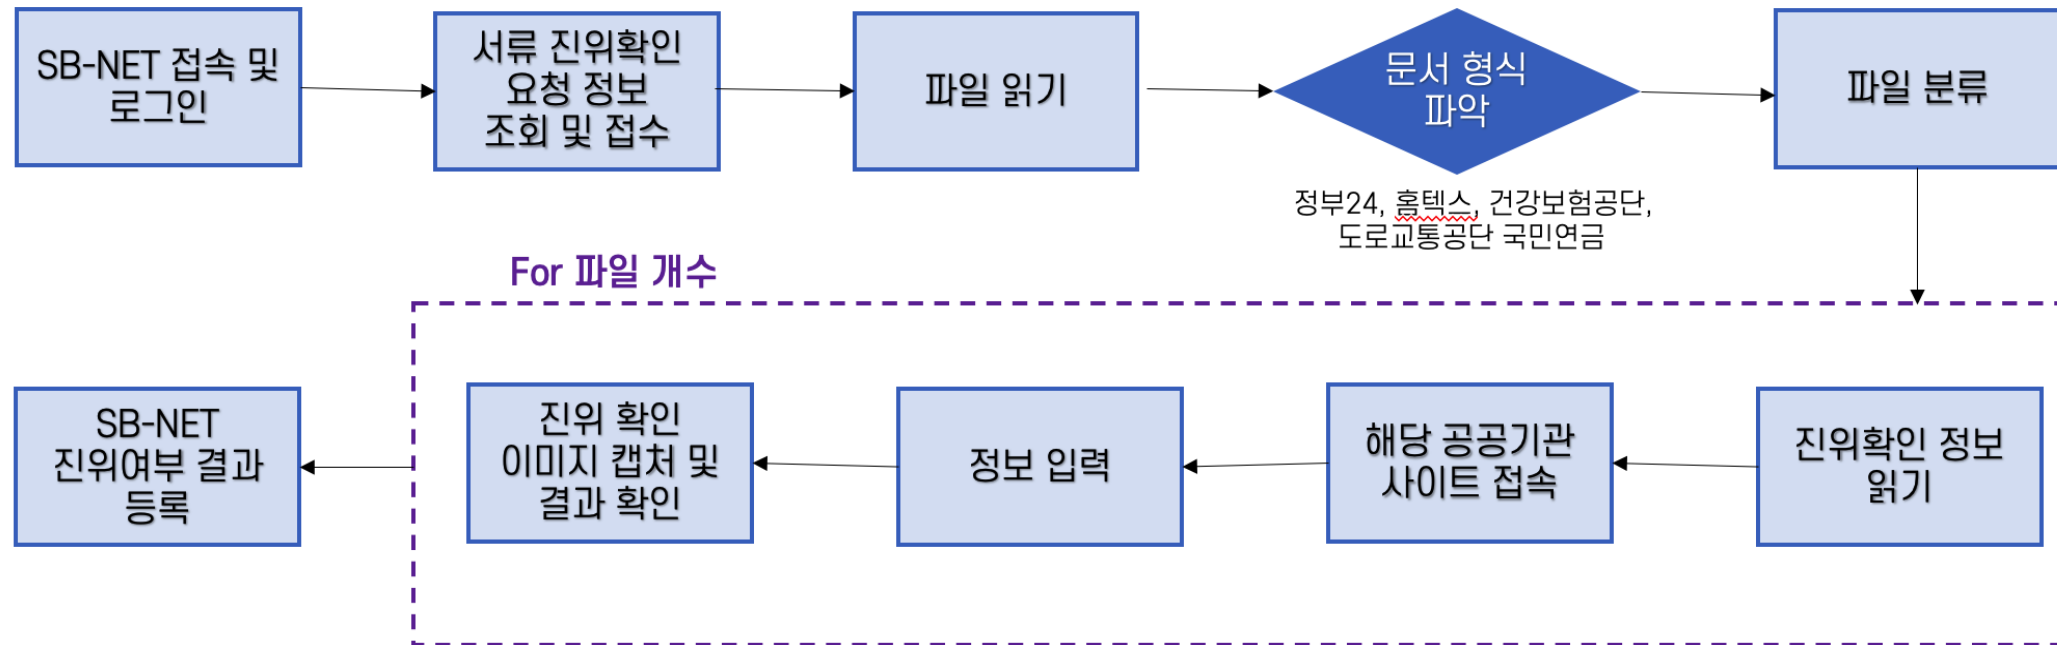 SB-NET 접속 및
로그인
서류 진위확인
요청 정보
조회 및 접수
파일 읽기
문서 형식
파악
파일 분류
정부24, 홈텍스, 건강보험공단,
도로교통공단 국민연금
For 파일 개수
SB-NET
진위여부 결과
등록
진위 확인
이미지 캡처 및
결과 확인
정보 입력
해당 공공기관
사이트 접속
진위확인 정보
읽기